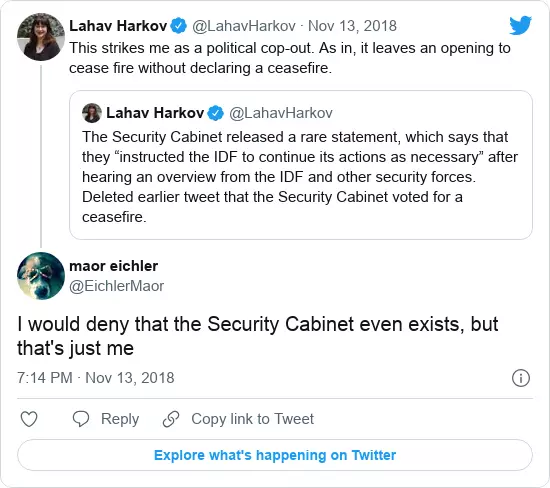 Lahav Harkov @LahavHarkov · Nov 13, 2018
This strikes me as a political cop-out. As in, it leaves an opening to
cease fire without declaring a ceasefire.
Lahav Harkov @LahavHarkov
The Security Cabinet released a rare statement, which says that
they “instructed the IDF to continue its actions as necessary” after
hearing an overview from the IDF and other security forces.
Deleted earlier tweet that the Security Cabinet voted for a
ceasefire.
maor eichler
@EichlerMaor
I would deny that the Security Cabinet even exists, but
that's just me
7:14 PM · Nov 13, 2018
Reply Copy link to Tweet
Explore what's happening on Twitter